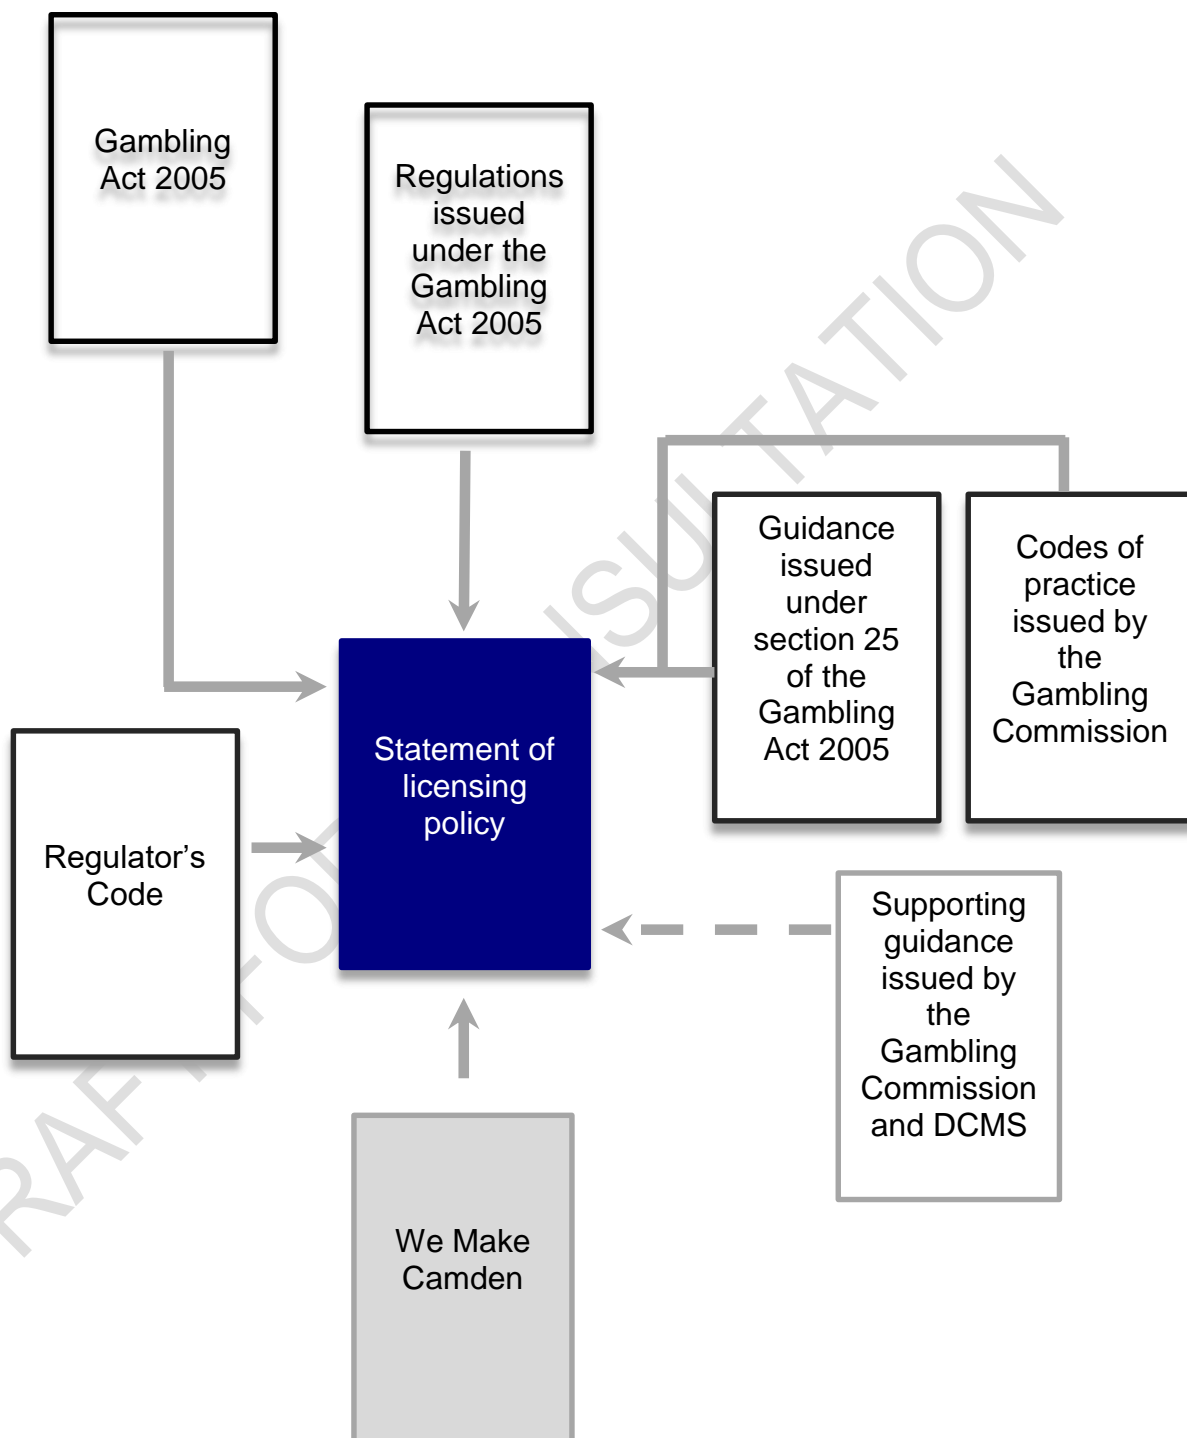 Gambling
Act 2005
Regulations
issued
under the
Gambling
Act 2005
Guidance
issued
under
section 25
of the
Gambling
Act 2005
Codes of
practice
issued by
the
Gambling
Commission
Statement of
licensing
policy
Regulator’s
Code
Supporting
guidance
issued by
the
Gambling
Commission
and DCMS
We Make
Camden